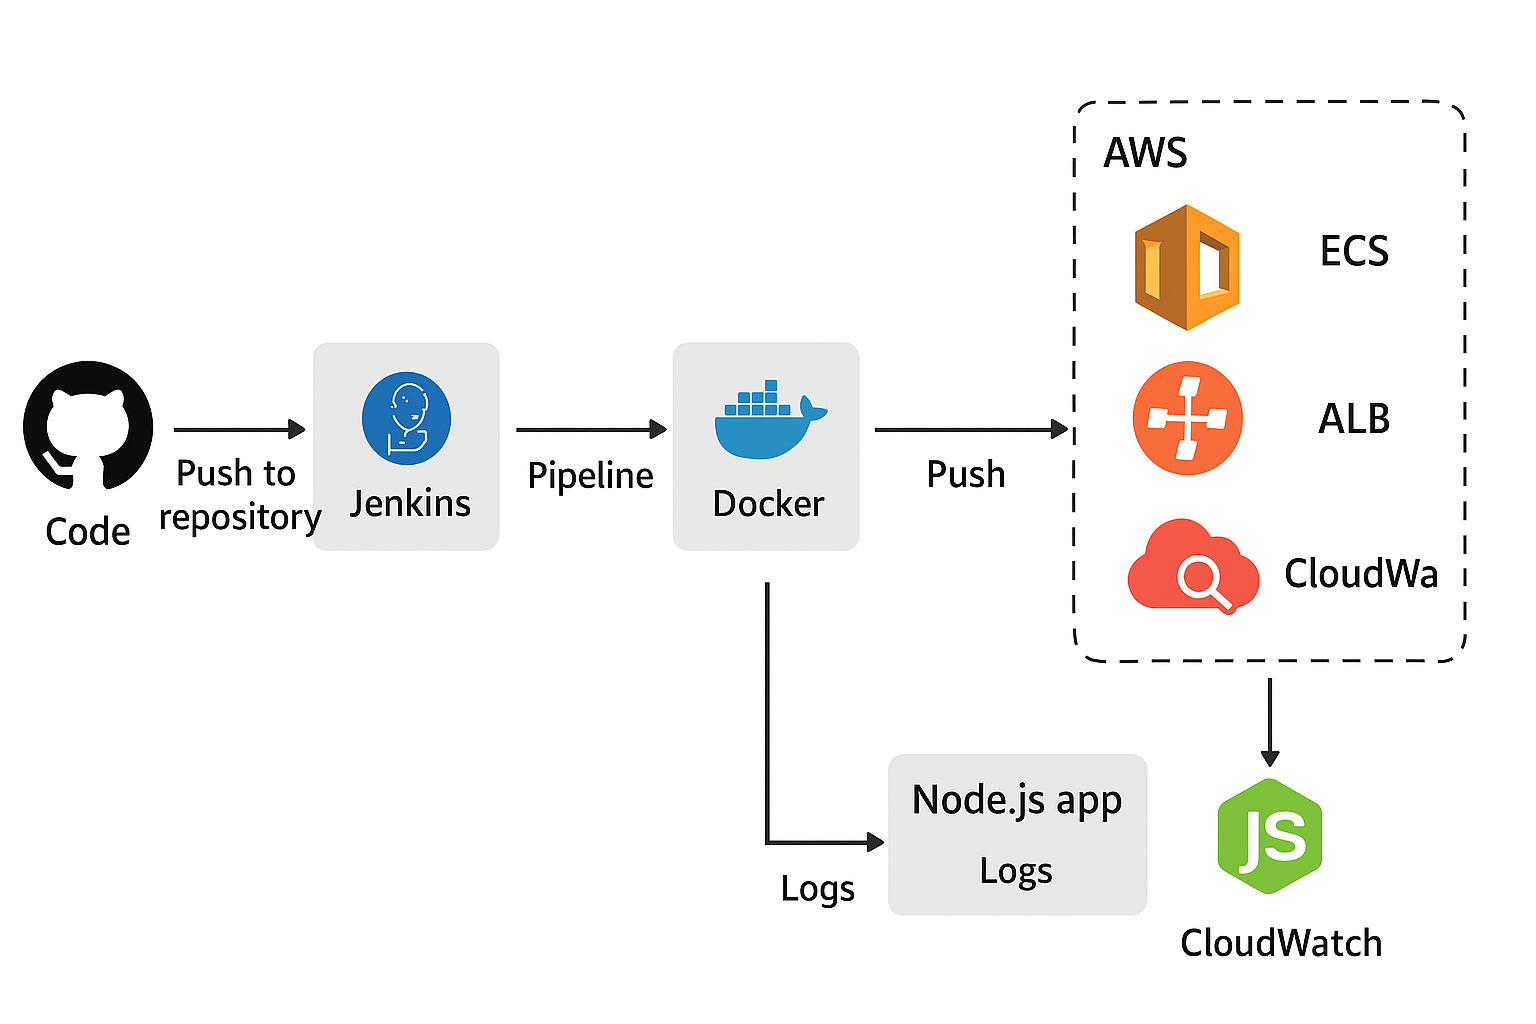 Code
Push to
repository
Jenkins
Pipeline
Docker
Push
AWS
ECS
ALB
CloudWa
Logs
Node.js app
Logs
JS
CloudWatch